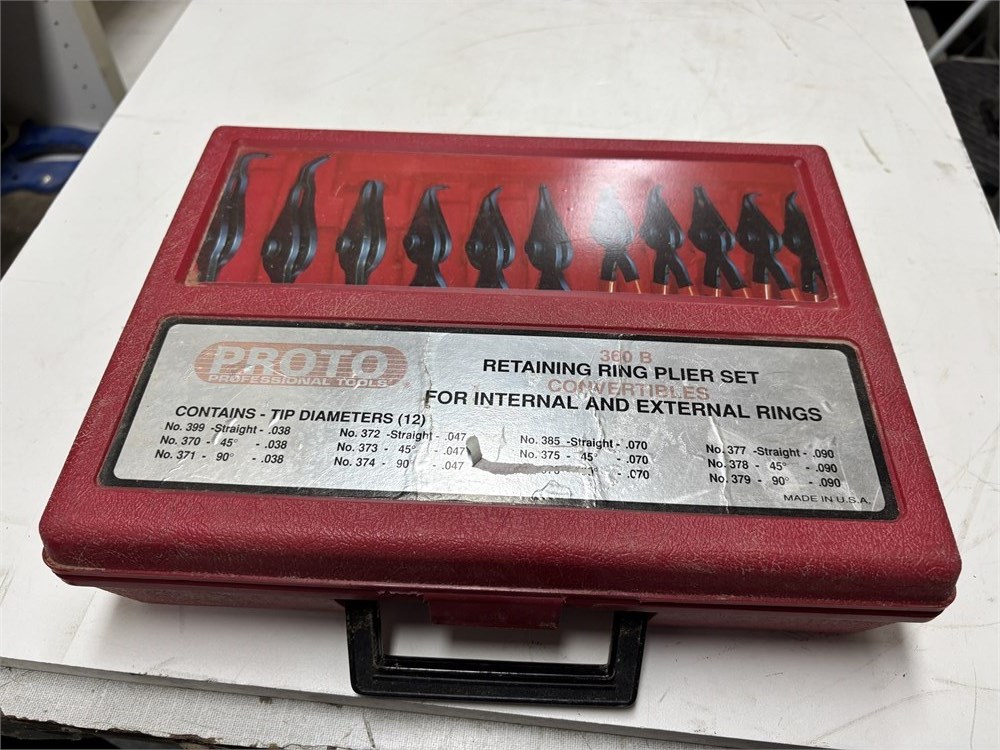 PROTO
PROFESSIONAL TOOLS
360 B
RETAINING RING PLIER SET
CONVERTIBLES
FOR INTERNAL AND EXTERNAL RINGS
CONTAINS - TIP DIAMETERS (12)
No. 399 -Straight - .038
No. 370 - 45° - .038
No. 371 - 90° - .038
No. 372 -Straight - .047
No. 373 - 45° - .047
No. 374 - 90° - .047
No. 385 -Straight - .070
No. 375 - 45° - .070
- .070
No. 377 -Straight - .090
No. 378 - 45° - .090
No. 379 - 90° - .090
MADE IN U.S.A.